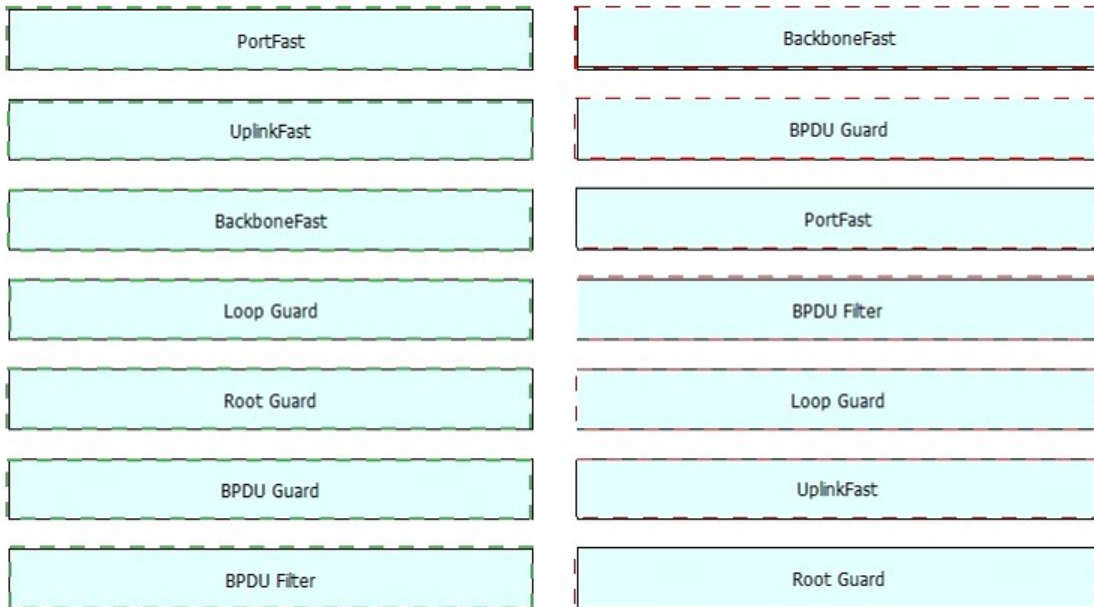 PortFast
UplinkFast
BackboneFast
Loop Guard
Root Guard
BPDU Guard
BPDU Filter
BackboneFast
BPDU Guard
PortFast
BPDU Filter
Loop Guard
UplinkFast
Root Guard